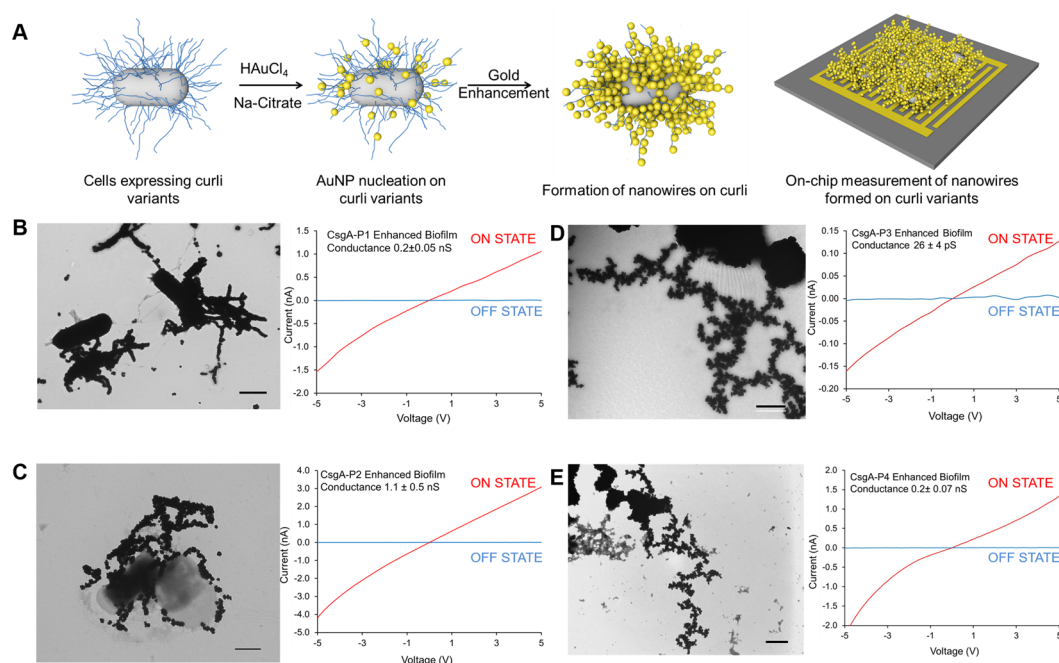 A
HAuCl4
Na-Citrate
Gold
Enhancement
Cells expressing curli
variants
AuNP nucleation on
curli variants
Formation of nanowires on curli
On-chip measurement of nanowires
formed on curli variants
B
CsgA-P1 Enhanced Biofilm
Conductance 0.2±0.05 nS
ON STATE
OFF STATE
Current (nA)
1.5
1.0
0.5
0.0
-0.5
-1.0
-1.5
-2.0
-5 -3 -1 1 3 5
Voltage (V)
D
CsgA-P3 Enhanced Biofilm
Conductance 26 ± 4 pS
ON STATE
OFF STATE
Current (nA)
0.15
0.10
0.05
0.00
-0.05
-0.10
-0.15
-0.20
-5 -3 -1 1 3 5
Voltage (V)
C
CsgA-P2 Enhanced Biofilm
Conductance 1.1 ± 0.5 nS
ON STATE
OFF STATE
Current (nA)
4.0
3.0
2.0
1.0
0.0
-1.0
-2.0
-3.0
-4.0
-5.0
-5 -3 -1 1 3 5
Voltage (V)
E
CsgA-P4 Enhanced Biofilm
Conductance 0.2± 0.07 nS
ON STATE
OFF STATE
Current (nA)
2.0
1.5
1.0
0.5
0.0
-0.5
-1.0
-1.5
-2.0
-5 -3 -1 1 3 5
Voltage (V)